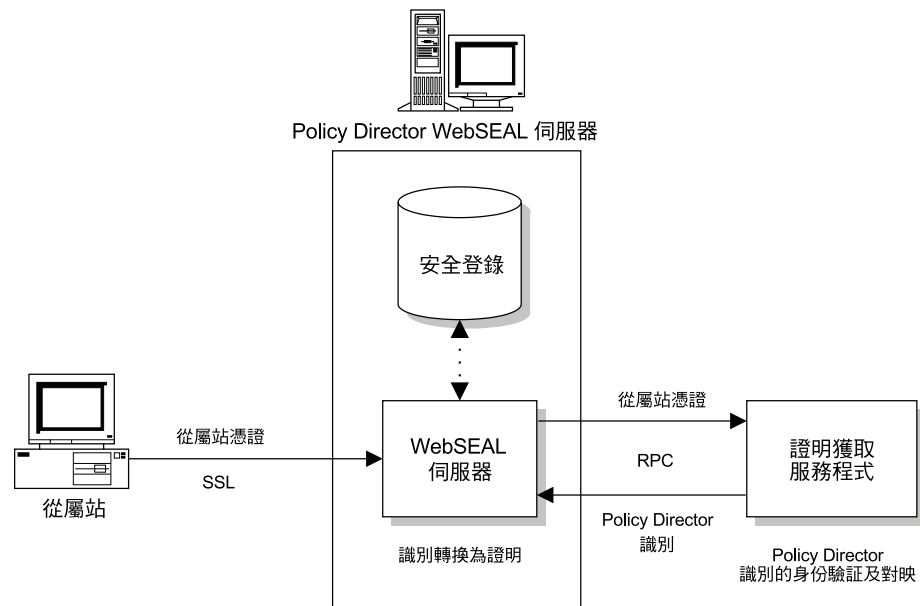 Policy Director WebSEAL 伺服器
安全登錄
從屬站憑證
SSL
從屬站
WebSEAL
伺服器
識別轉換為證明
從屬站憑證
RPC
Policy Director
識別
證明獲取
服務程式
Policy Director
識別的身份驗証及對映